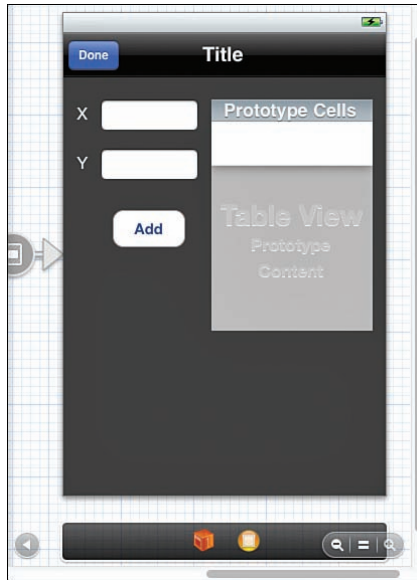 Done
Title
X
Prototype Cells
Y
Add
Table View
Prototype
Content